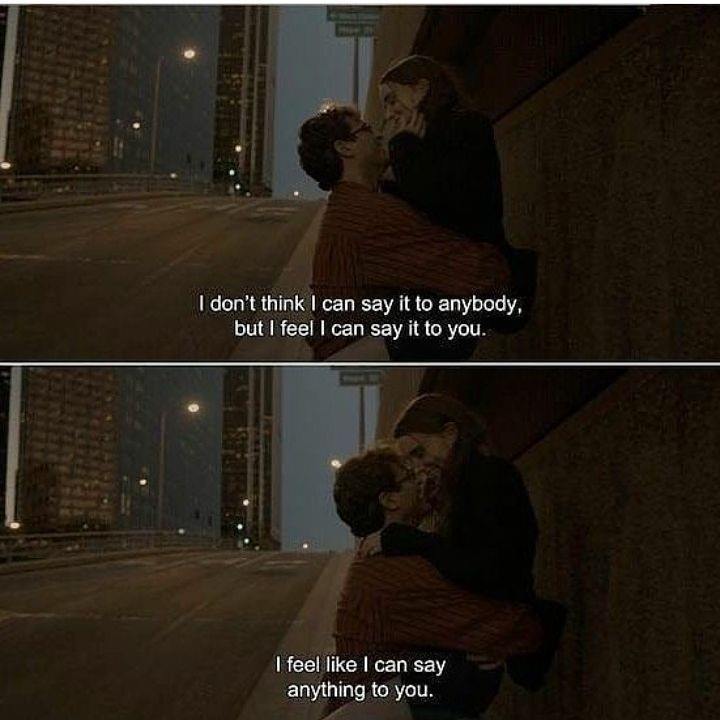 I don't think I can say it to anybody,
but I feel I can say it to you.
I feel like I can say
anything to you.